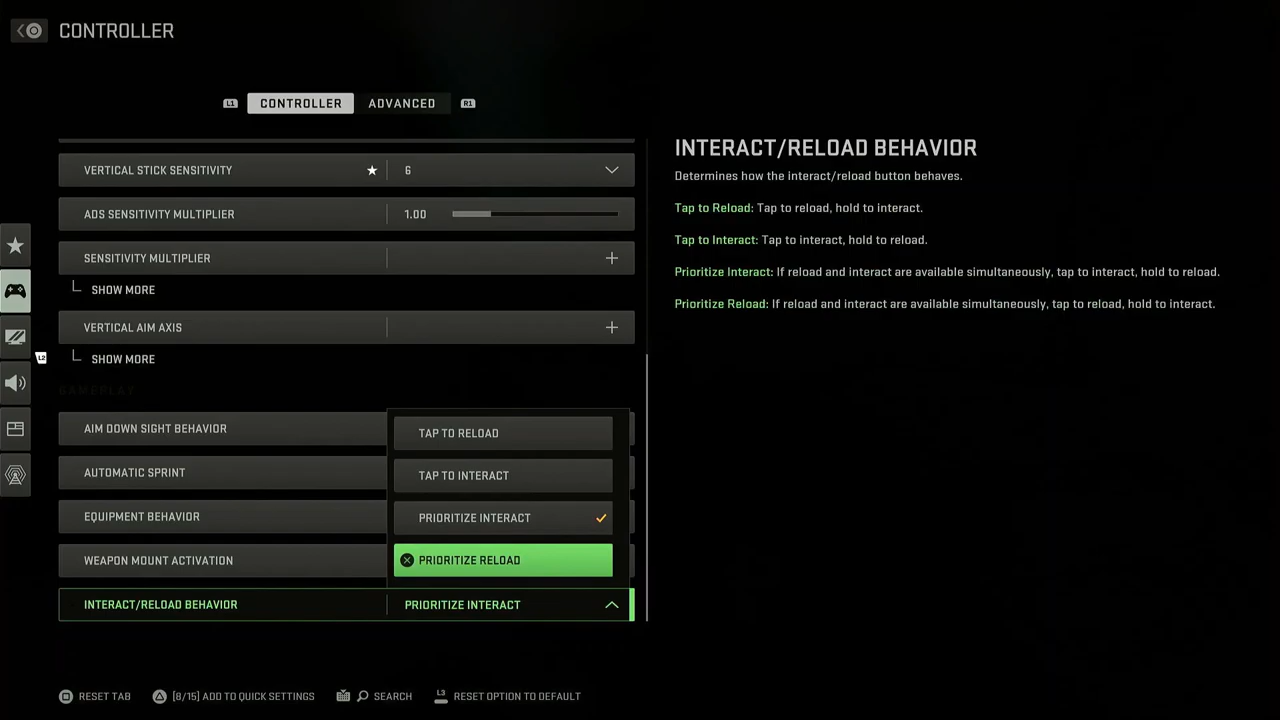 CONTROLLER
L1 CONTROLLER ADVANCED R1
VERTICAL STICK SENSITIVITY 6
ADS SENSITIVITY MULTIPLIER 1.00
SENSITIVITY MULTIPLIER
SHOW MORE
VERTICAL AIM AXIS
L2
SHOW MORE
GAMEPLAY
AIM DOWN SIGHT BEHAVIOR
AUTOMATIC SPRINT
EQUIPMENT BEHAVIOR
WEAPON MOUNT ACTIVATION
TAP TO RELOAD
TAP TO INTERACT
PRIORITIZE INTERACT
PRIORITIZE RELOAD
INTERACT/RELOAD BEHAVIOR PRIORITIZE INTERACT
INTERACT/RELOAD BEHAVIOR
Determines how the interact/reload button behaves.
Tap to Reload: Tap to reload, hold to interact.
Tap to Interact: Tap to interact, hold to reload.
Prioritize Interact: If reload and interact are available simultaneously, tap to interact, hold to reload.
Prioritize Reload: If reload and interact are available simultaneously, tap to reload, hold to interact.
RESET TAB [8/15] ADD TO QUICK SETTINGS SEARCH L3 RESET OPTION TO DEFAULT